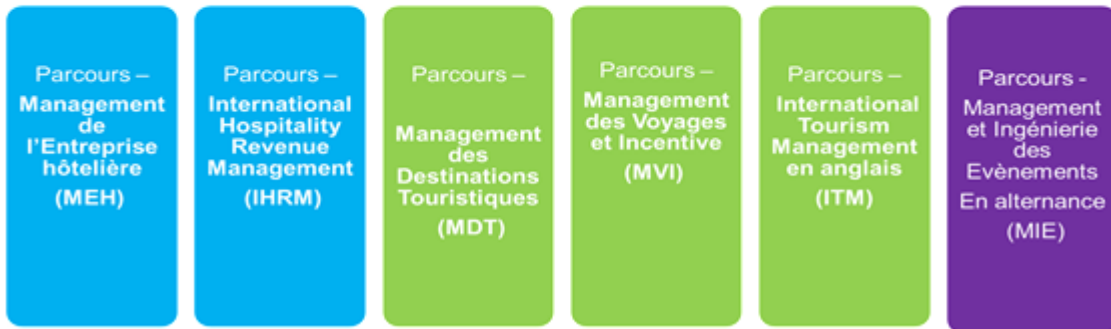 Parcours –
Management
de
l'Entreprise
hôtelière
(MEH)
Parcours –
International
Hospitality
Revenue
Management
(IHRM)
Parcours –
Management
des
Destinations
Touristiques
(MDT)
Parcours –
Management
des Voyages
et Incentive
(MVI)
Parcours –
International
Tourism
Management
en anglais
(ITM)
Parcours -
Management
et Ingénierie
des
Evènements
En alternance
(MIE)